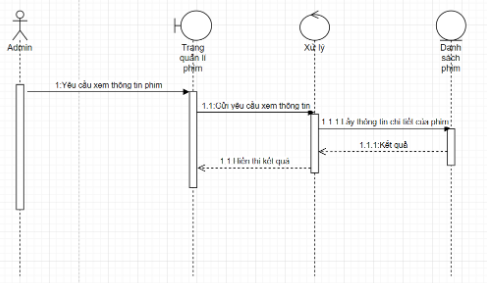 Admin
Trang
quản lí
phim
Xử lý
Danh
sách
phim
1:Yêu cầu xem thông tin phim
1.1:Gửi yêu cầu xem thông tin
1.1.1 Lấy thông tin chi tiết của phim
1.1.1:Kết quả
1.1 Hiển thị kết quả